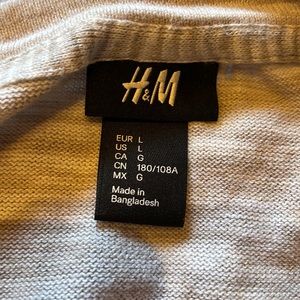 H&M
EUR L
US L
CA G
CN 180/108A
MX G
Made in
Bangladesh